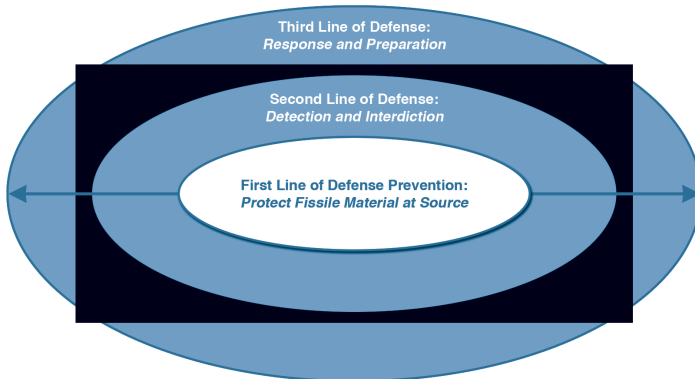 Third Line of Defense:
Response and Preparation
Second Line of Defense:
Detection and Interdiction
First Line of Defense Prevention:
Protect Fissile Material at Source